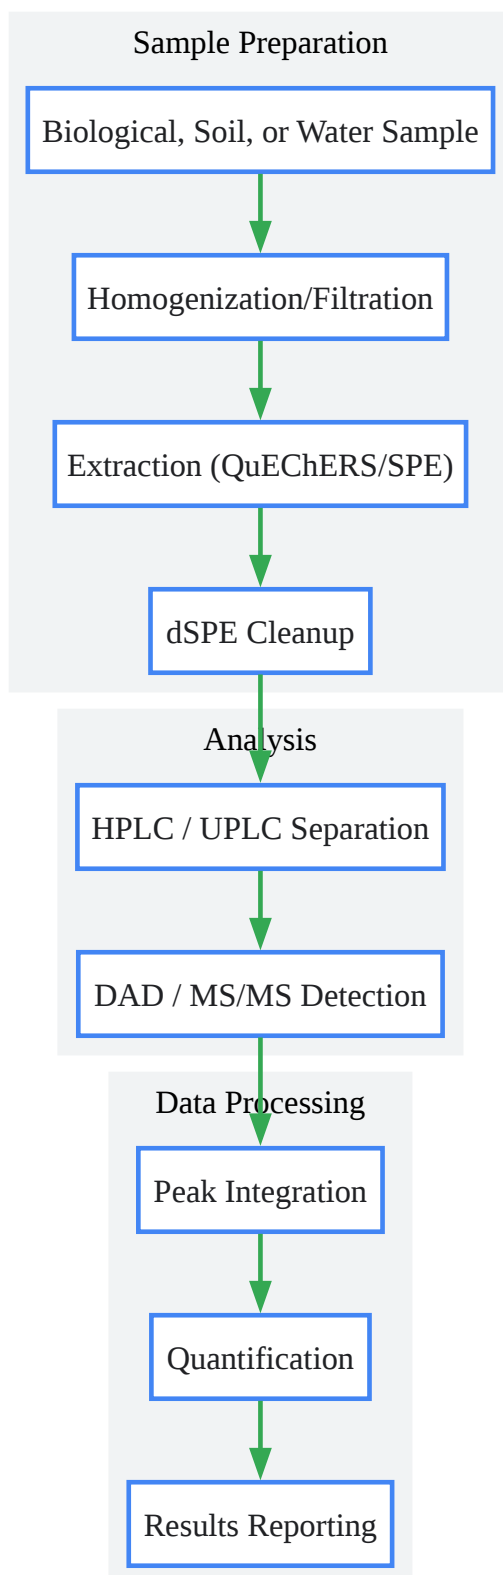 Sample Preparation
Biological, Soil, or Water Sample
Homogenization/Filtration
Extraction (QuEChERS/SPE)
dSPE Cleanup
Analysis
HPLC / UPLC Separation
DAD / MS/MS Detection
Data Processing
Peak Integration
Quantification
Results Reporting